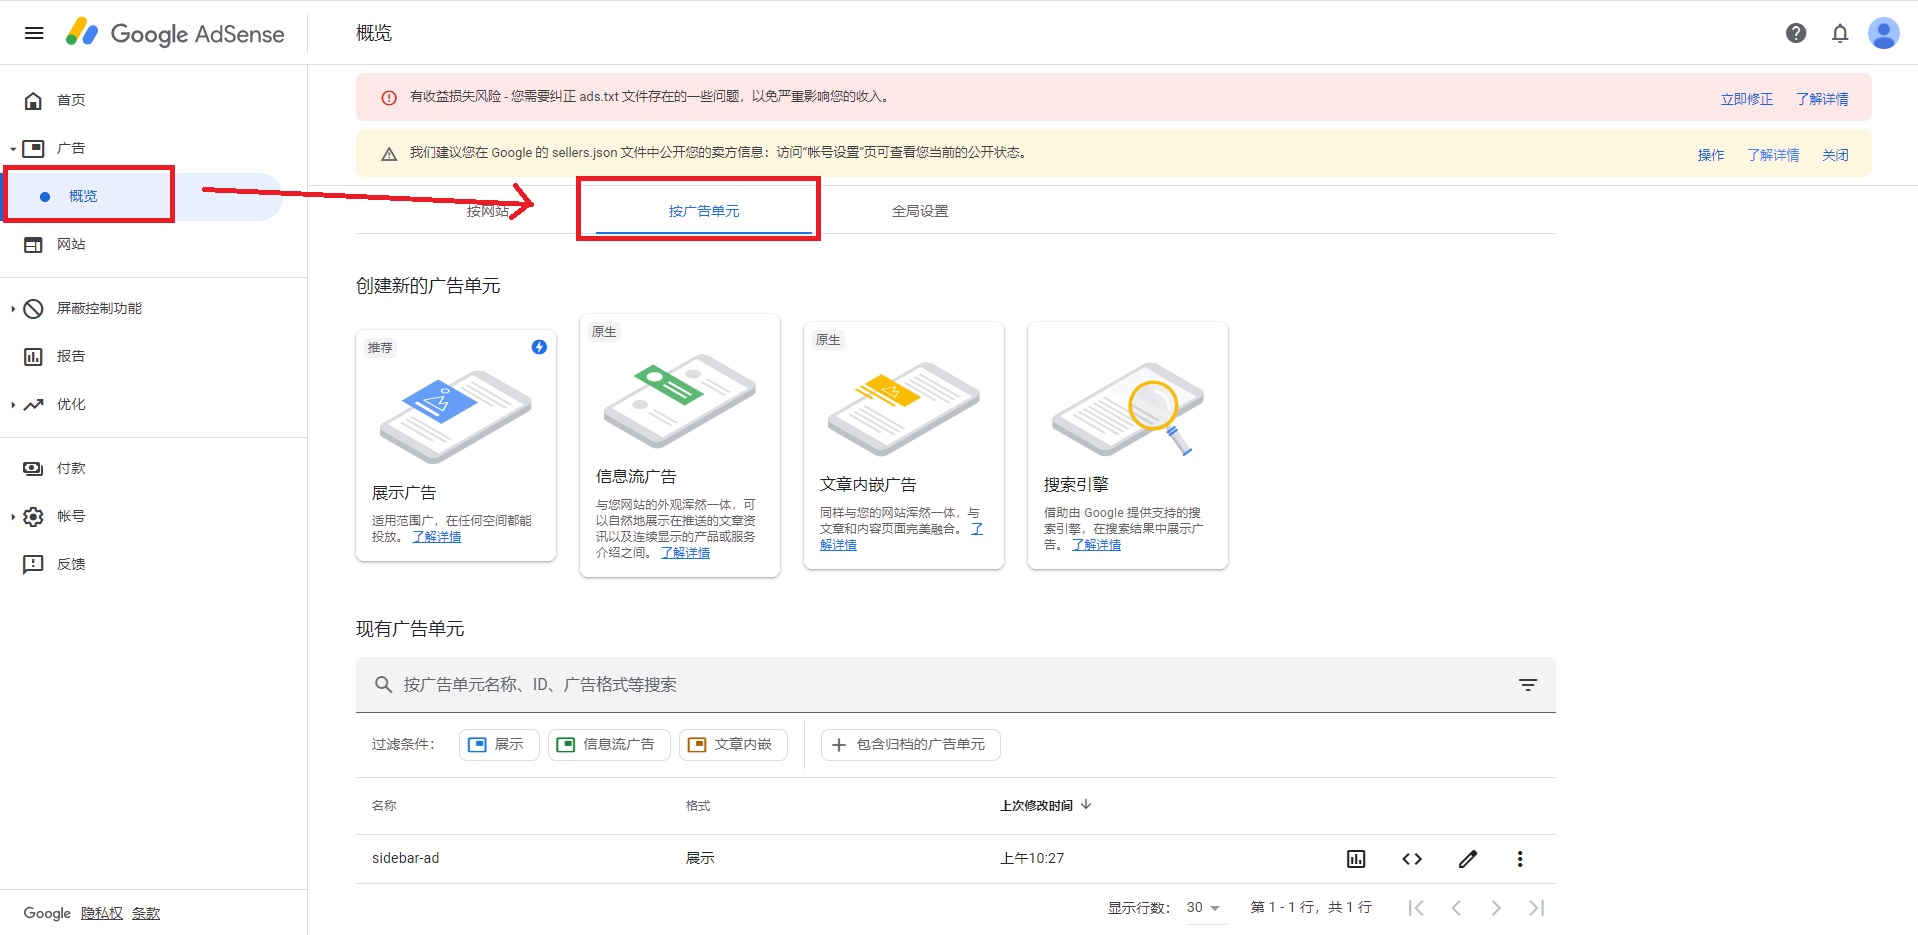 Google AdSense
概览
首页
广告
概览
网站
屏蔽控制功能
报告
优化
付款
帐号
反馈
Google 隐私权 条款
有收益损失风险 - 您需要纠正 ads.txt 文件存在的一些问题，以免严重影响您的收入。
立即修正 了解详情
我们建议您在 Google 的 sellers.json 文件中公开您的卖方信息：访问“帐号设置”页可查看您当前的公开状态。
操作 了解详情 关闭
按网站 按广告单元 全局设置
创建新的广告单元
推荐
展示广告
适用范围广，在任何空间都能
投放。 了解详情
原生
信息流广告
与您网站的外观浑然一体，可
以自然地展示在推送的文章资
讯以及连续显示的产品或服务
介绍之间。 了解详情
原生
文章内嵌广告
同样与您的网站浑然一体，与
文章和内容页面完美融合。 了
解详情
搜索引擎
借助由 Google 提供支持的搜
索引擎，在搜索结果中展示广
告。 了解详情
现有广告单元
按广告单元名称、ID、广告格式等搜索
过滤条件： 展示 信息流广告 文章内嵌 包含归档的广告单元
名称 格式 上次修改时间
sidebar-ad 展示 上午10:27
显示行数： 30 第 1 - 1 行，共 1 行